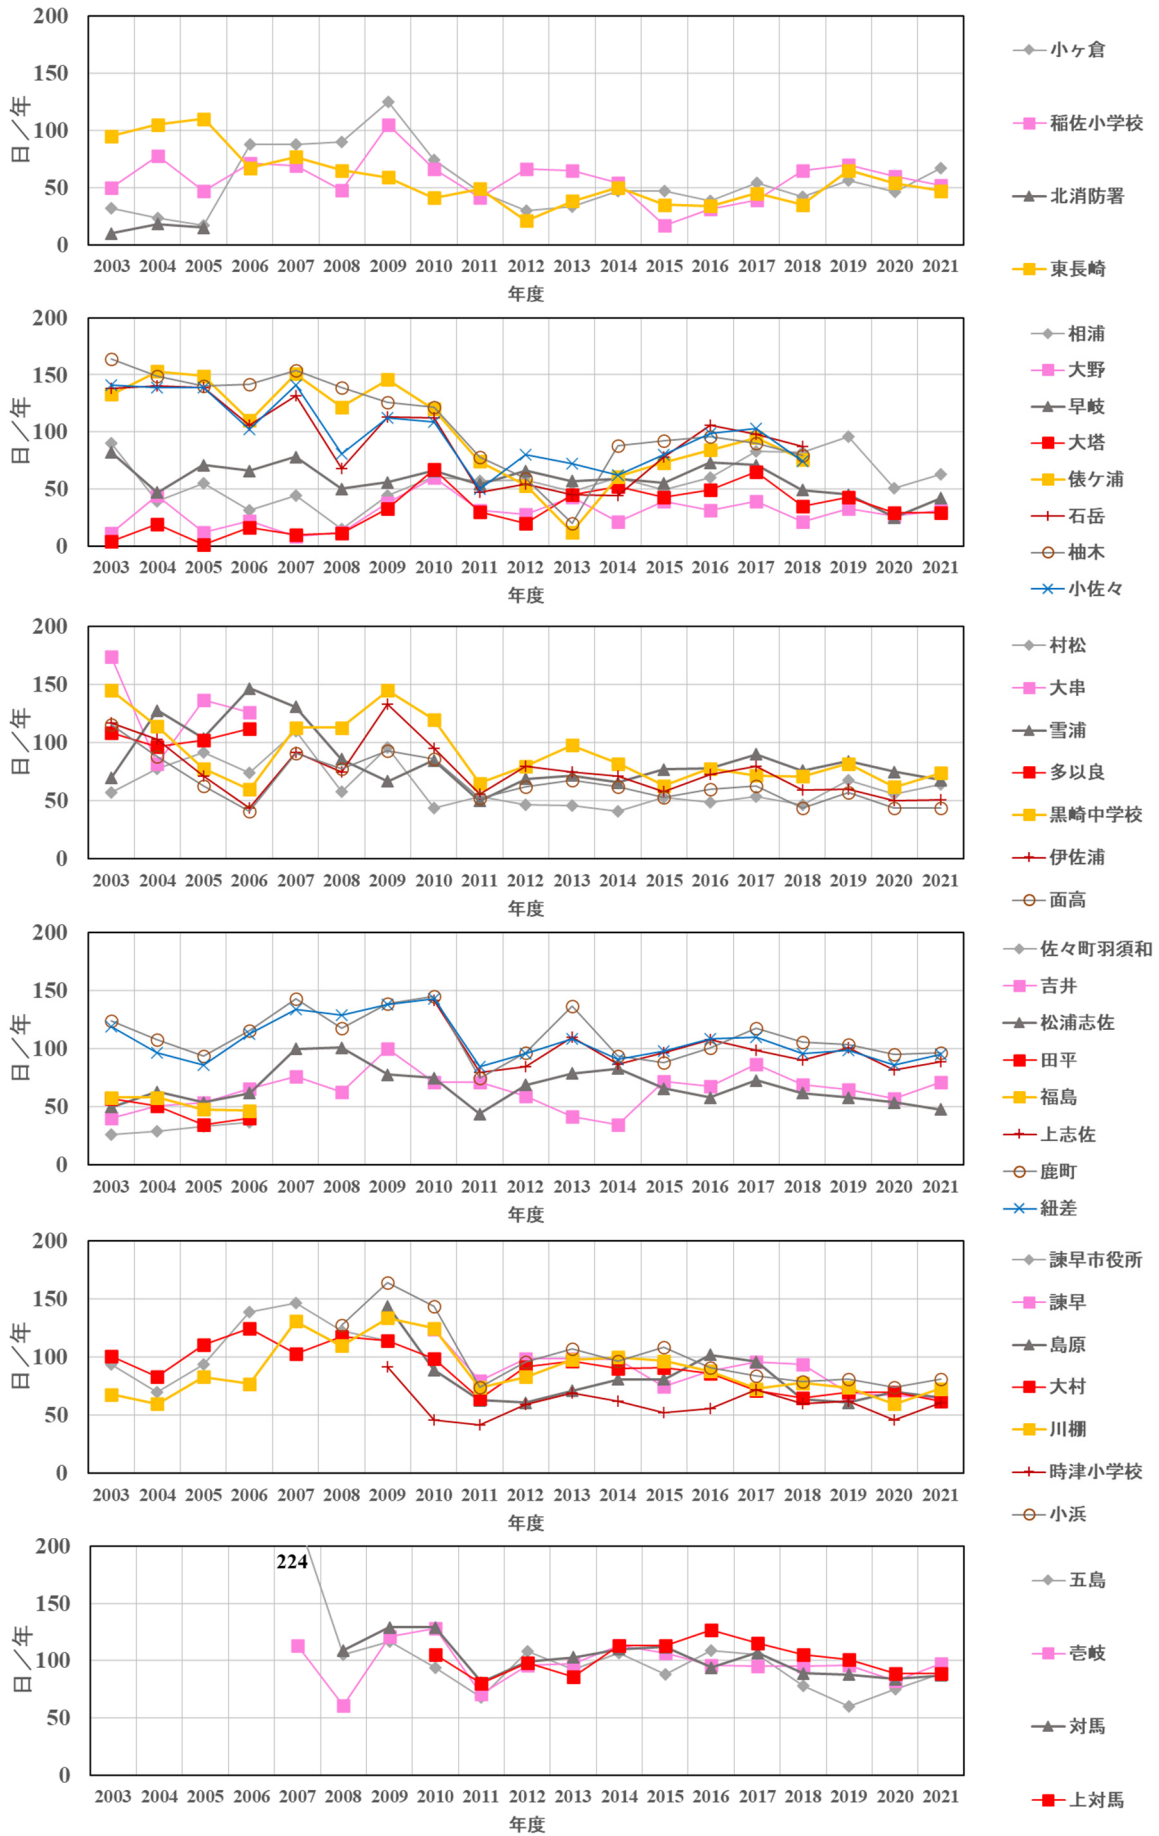 200
150
100
50
0
日／年
2003 2004 2005 2006 2007 2008 2009 2010 2011 2012 2013 2014 2015 2016 2017 2018 2019 2020 2021
年度
小ヶ倉
稲佐小学校
北消防署
東長崎
200
150
100
50
0
日／年
2003 2004 2005 2006 2007 2008 2009 2010 2011 2012 2013 2014 2015 2016 2017 2018 2019 2020 2021
年度
相浦
大野
早岐
大塔
俵ケ浦
石岳
柚木
小佐々
200
150
100
50
0
日／年
2003 2004 2005 2006 2007 2008 2009 2010 2011 2012 2013 2014 2015 2016 2017 2018 2019 2020 2021
年度
村松
大串
雪浦
多以良
黒崎中学校
伊佐浦
面高
200
150
100
50
0
日／年
2003 2004 2005 2006 2007 2008 2009 2010 2011 2012 2013 2014 2015 2016 2017 2018 2019 2020 2021
年度
佐々町羽須和
吉井
松浦志佐
田平
福島
上志佐
鹿町
紐差
200
150
100
50
0
日／年
2003 2004 2005 2006 2007 2008 2009 2010 2011 2012 2013 2014 2015 2016 2017 2018 2019 2020 2021
年度
諫早市役所
諫早
島原
大村
川棚
時津小学校
小浜
200
150
100
50
0
日／年
224
2003 2004 2005 2006 2007 2008 2009 2010 2011 2012 2013 2014 2015 2016 2017 2018 2019 2020 2021
年度
五島
壱岐
対馬
上対馬